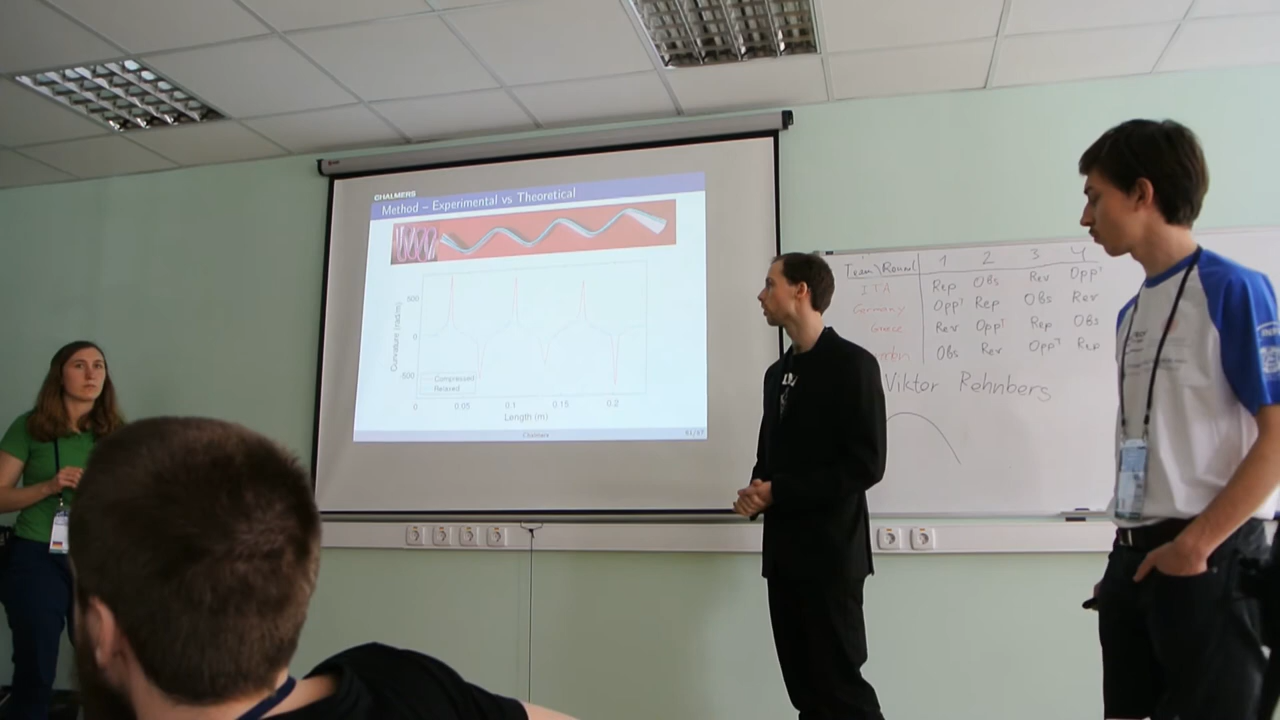 CHALMERS
Method – Experimental vs Theoretical
Curvature (rad/m)
500
0
-500
Compressed
Relaxed
0 0.05 0.1 0.15 0.2
Length (m)
Chalmers
Team\Round 1 2 3 4
ITA Rep Obs Rev Opp
Germany Opp Rep Obs Rev
Greece Rev Opp Rep Obs
Obs Rev Opp Rep
Viktor Rehnberg